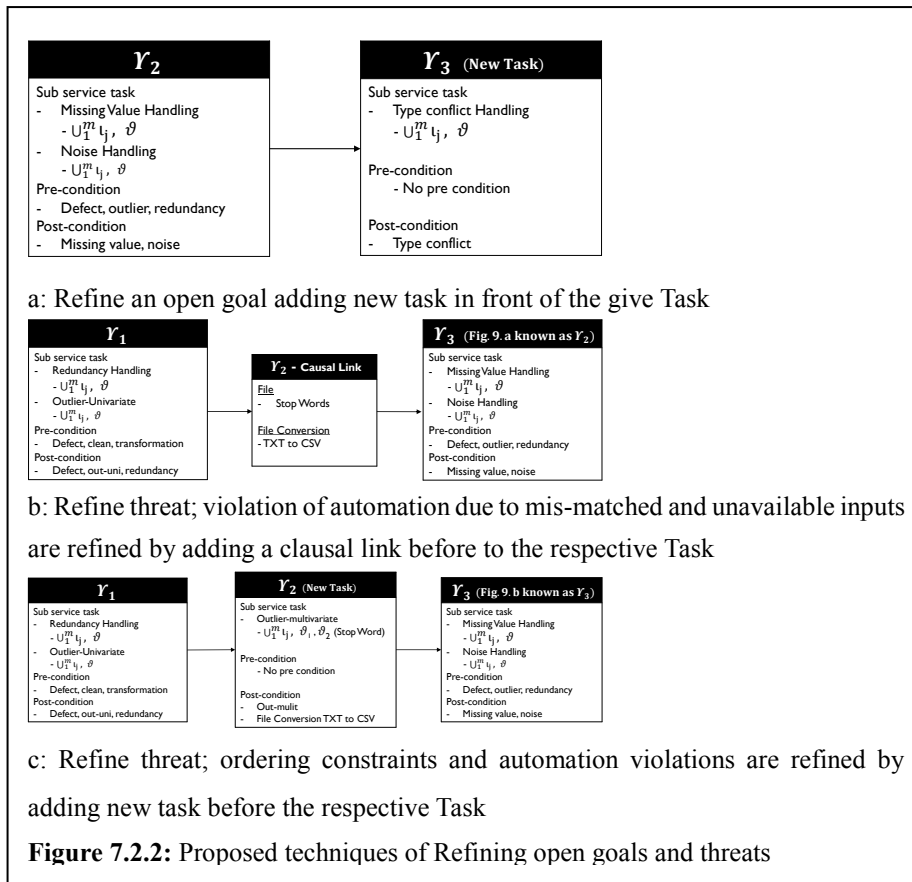 ϒ₂
Sub service task
- Missing Value Handling
- ⋃₁ᵐ ιⱼ, ϑ
- Noise Handling
- ⋃₁ᵐ ιⱼ, ϑ
Pre-condition
- Defect, outlier, redundancy
Post-condition
- Missing value, noise
ϒ₃ (New Task)
Sub service task
- Type conflict Handling
- ⋃₁ᵐ ιⱼ, ϑ
Pre-condition
- No pre condition
Post-condition
- Type conflict
a: Refine an open goal adding new task in front of the give Task
ϒ₁
Sub service task
- Redundancy Handling
- ⋃₁ᵐ ιⱼ, ϑ
- Outlier-Univariate
- ⋃₁ᵐ ιⱼ, ϑ
Pre-condition
- Defect, clean, transformation
Post-condition
- Defect, out-uni, redundancy
ϒ₂ - Causal Link
File
- Stop Words
File Conversion
- TXT to CSV
ϒ₃ (Fig. 9. a known as ϒ₂)
Sub service task
- Missing Value Handling
- ⋃₁ᵐ ιⱼ, ϑ
- Noise Handling
- ⋃₁ᵐ ιⱼ, ϑ
Pre-condition
- Defect, outlier, redundancy
Post-condition
- Missing value, noise
b: Refine threat; violation of automation due to mis-matched and unavailable inputs
are refined by adding a clausal link before to the respective Task
ϒ₁
Sub service task
- Redundancy Handling
- ⋃₁ᵐ ιⱼ, ϑ
- Outlier-Univariate
- ⋃₁ᵐ ιⱼ, ϑ
Pre-condition
- Defect, clean, transformation
Post-condition
- Defect, out-uni, redundancy
ϒ₂ (New Task)
Sub service task
- Outlier-multivariate
- ⋃₁ᵐ ιⱼ, ϑ₁, ϑ₂ (Stop Word)
Pre-condition
- No pre condition
Post-condition
- Out-mulit
- File Conversion TXT to CSV
ϒ₃ (Fig. 9. b known as ϒ₃)
Sub service task
- Missing Value Handling
- ⋃₁ᵐ ιⱼ, ϑ
- Noise Handling
- ⋃₁ᵐ ιⱼ, ϑ
Pre-condition
- Defect, outlier, redundancy
Post-condition
- Missing value, noise
c: Refine threat; ordering constraints and automation violations are refined by
adding new task before the respective Task
Figure 7.2.2: Proposed techniques of Refining open goals and threats